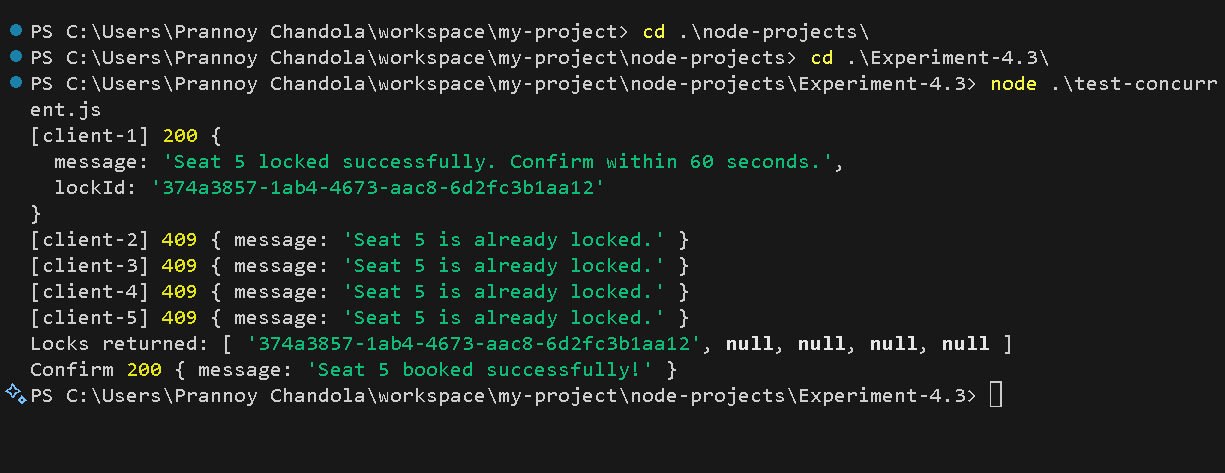 PS C:\Users\Prannoy Chandola\workspace\my-project> cd .\node-projects\
PS C:\Users\Prannoy Chandola\workspace\my-project\node-projects> cd .\Experiment-4.3\
PS C:\Users\Prannoy Chandola\workspace\my-project\node-projects\Experiment-4.3> node .\test-concurr
ent.js
[client-1] 200 {
  message: 'Seat 5 locked successfully. Confirm within 60 seconds.',
  lockId: '374a3857-1ab4-4673-aac8-6d2fc3b1aa12'
}
[client-2] 409 { message: 'Seat 5 is already locked.' }
[client-3] 409 { message: 'Seat 5 is already locked.' }
[client-4] 409 { message: 'Seat 5 is already locked.' }
[client-5] 409 { message: 'Seat 5 is already locked.' }
Locks returned: [ '374a3857-1ab4-4673-aac8-6d2fc3b1aa12', null, null, null, null ]
Confirm 200 { message: 'Seat 5 booked successfully!' }
PS C:\Users\Prannoy Chandola\workspace\my-project\node-projects\Experiment-4.3>